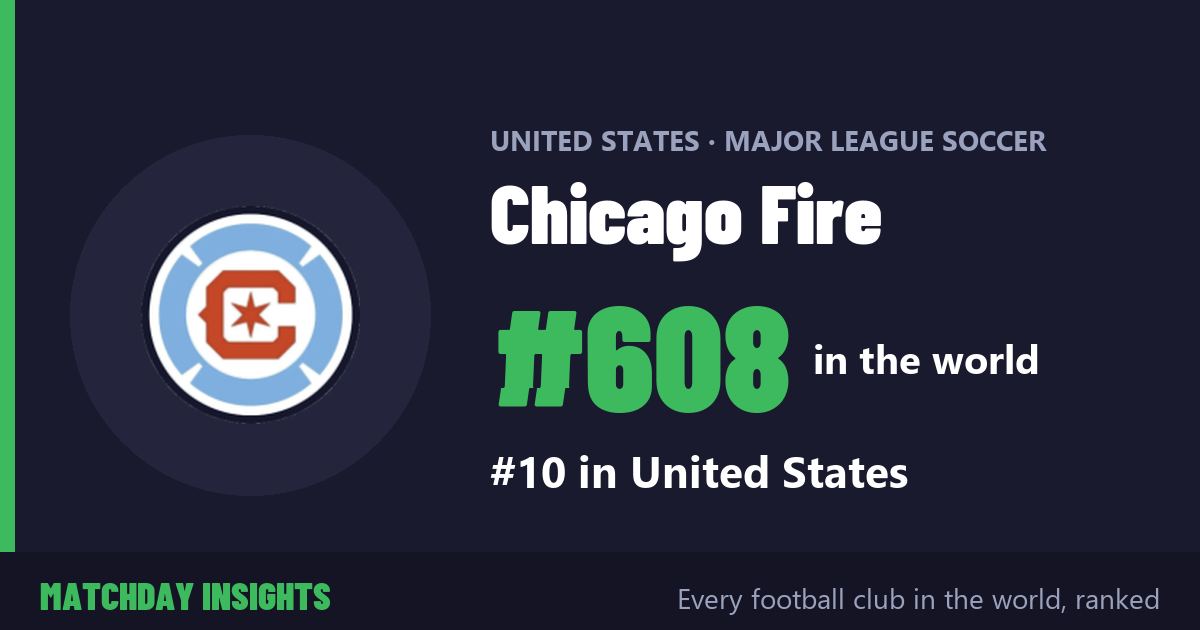 UNITED STATES · MAJOR LEAGUE SOCCER
Chicago Fire
C
#608 in the world
#10 in United States
MATCHDAY INSIGHTS
Every football club in the world, ranked